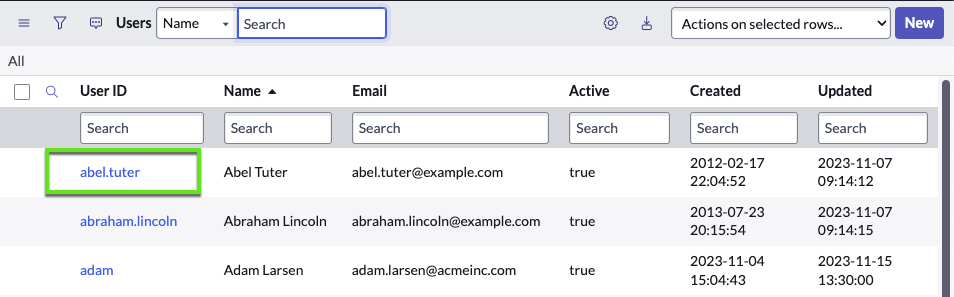 Users Name Search Actions on selected rows... New
All
User ID Name Email Active Created Updated
Search Search Search Search Search Search
abel.tuter Abel Tuter abel.tuter@example.com true 2012-02-17 22:04:52 2023-11-07 09:14:12
abraham.lincoln Abraham Lincoln abraham.lincoln@example.com true 2013-07-23 20:15:54 2023-11-07 09:14:15
adam Adam Larsen adam.larsen@acmeinc.com true 2023-11-04 15:04:43 2023-11-15 13:30:00